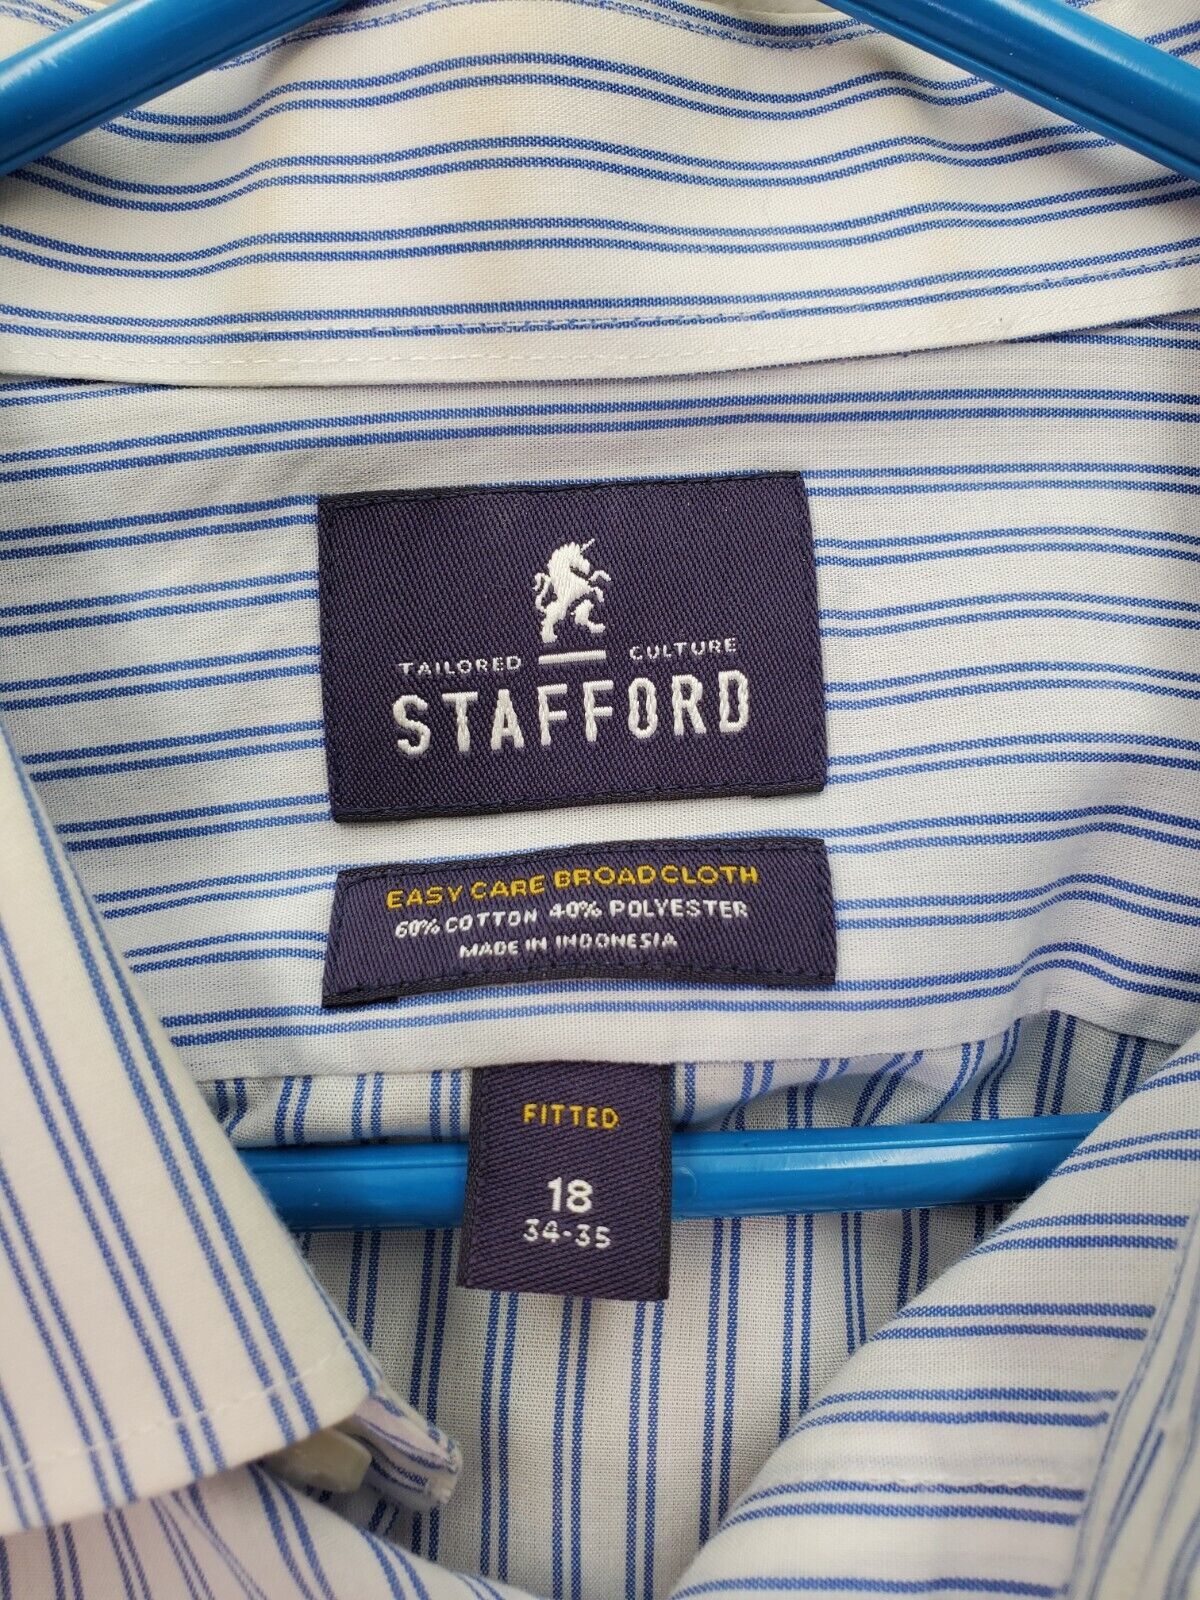 TAILORED CULTURE
STAFFORD
EASY CARE BROADCLOTH
60% COTTON 40% POLYESTER
MADE IN INDONESIA
FITTED
18
34-35